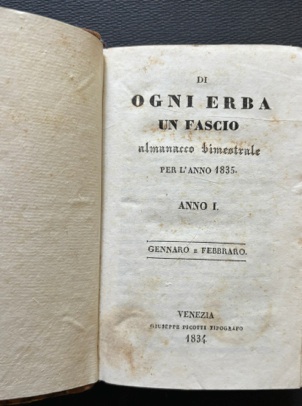 DI
OGNI ERBA
UN FASCIO
almanacco bimestrale
PER L'ANNO 1835.
ANNO I.
GENNARO E FEBBRARO.
VENEZIA
GIUSEPPE PICOTTI TIPOGRAFO
1834